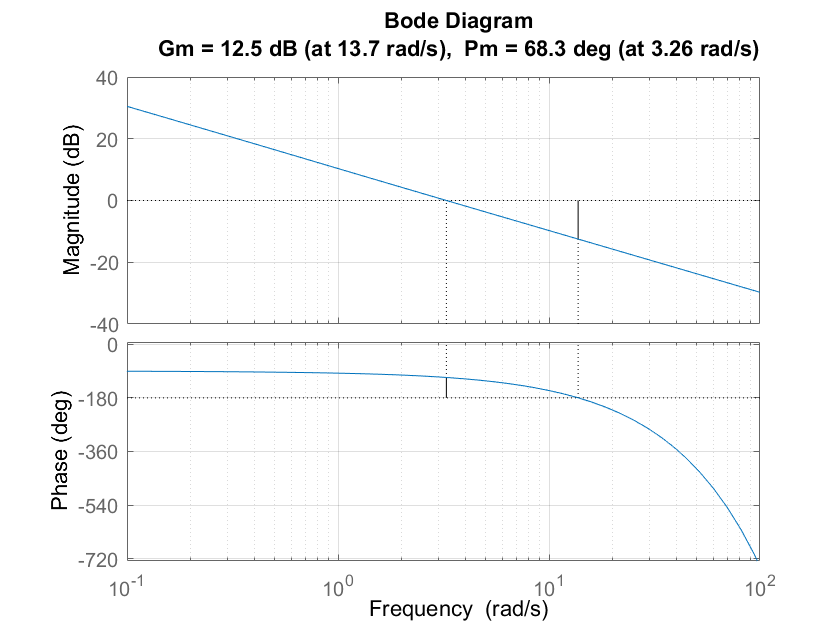 Bode Diagram
Gm = 12.5 dB (at 13.7 rad/s),  Pm = 68.3 deg (at 3.26 rad/s)
40
20
0
-20
-40
Magnitude (dB)
0
-180
-360
-540
-720
Phase (deg)
10^-1 10^0 10^1 10^2
Frequency  (rad/s)